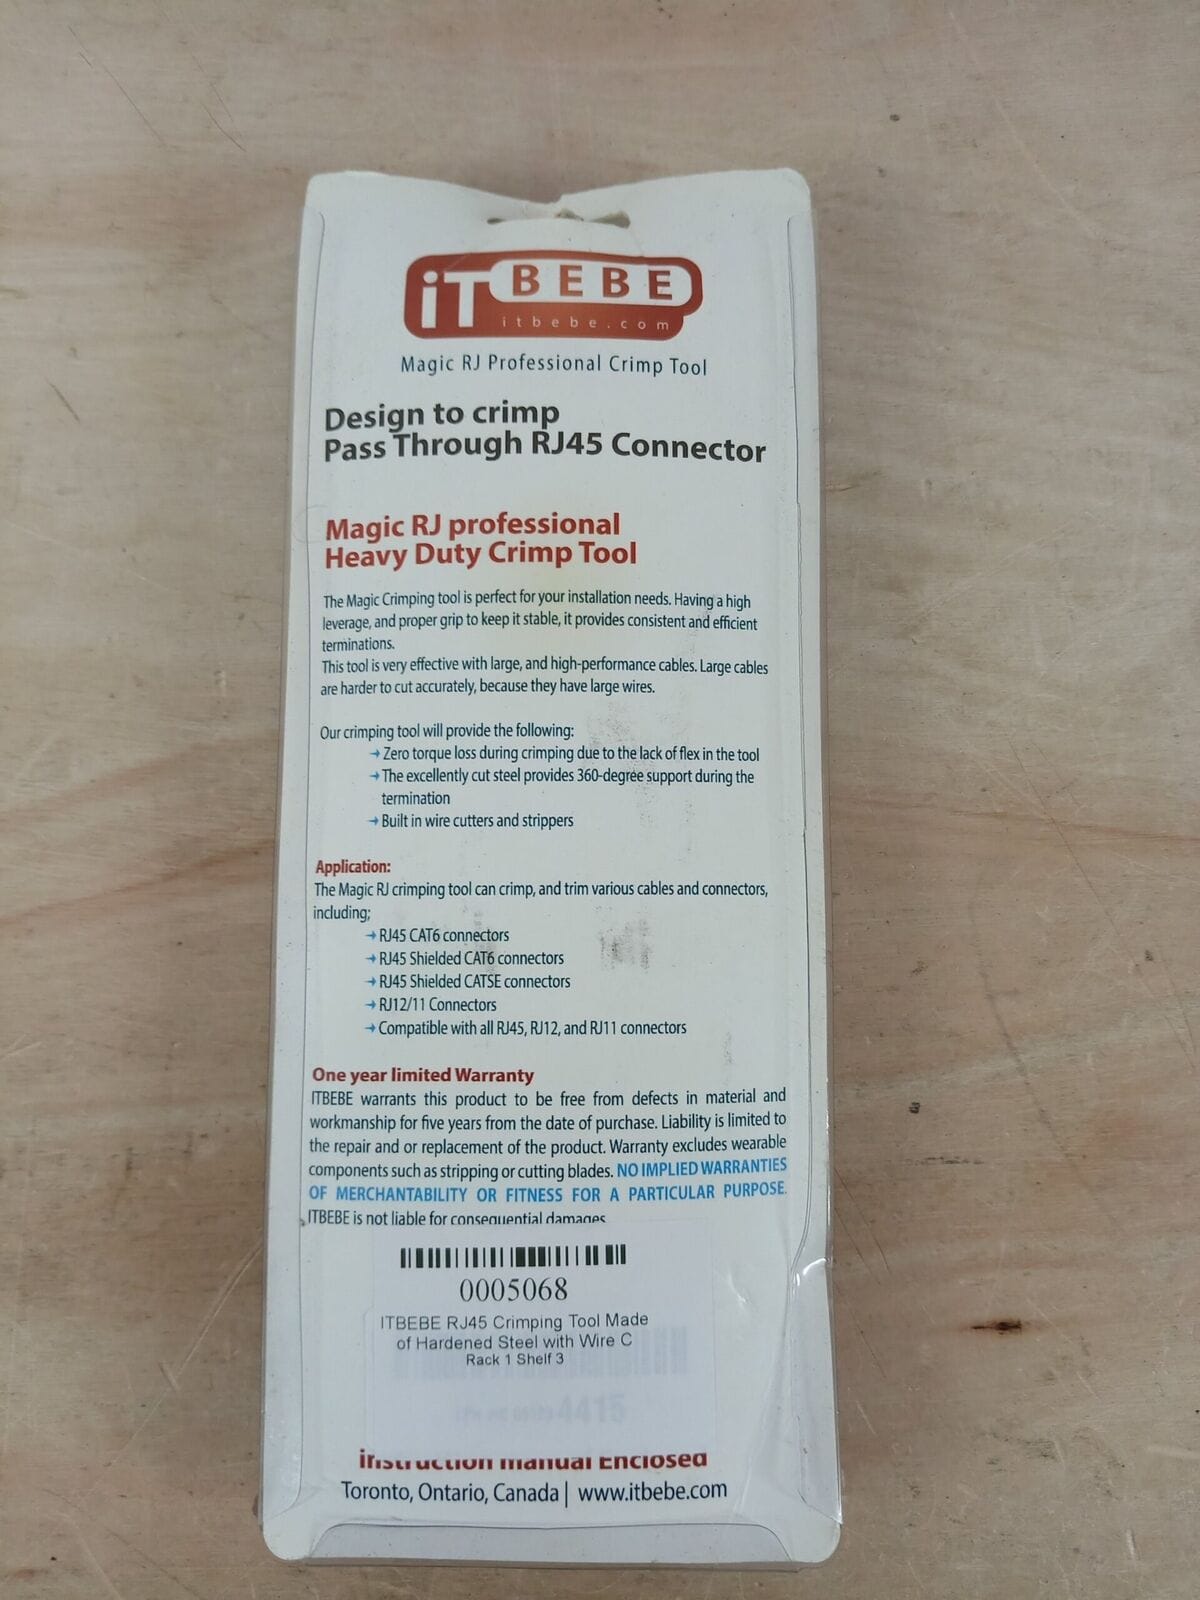 iT BEBE
itbebe.com
Magic RJ Professional Crimp Tool
Design to crimp
Pass Through RJ45 Connector
Magic RJ professional
Heavy Duty Crimp Tool
The Magic Crimping tool is perfect for your installation needs. Having a high
leverage, and proper grip to keep it stable, it provides consistent and efficient
terminations.
This tool is very effective with large, and high-performance cables. Large cables
are harder to cut accurately, because they have large wires.
Our crimping tool will provide the following:
→ Zero torque loss during crimping due to the lack of flex in the tool
→ The excellently cut steel provides 360-degree support during the
termination
→ Built in wire cutters and strippers
Application:
The Magic RJ crimping tool can crimp, and trim various cables and connectors,
including;
→ RJ45 CAT6 connectors
→ RJ45 Shielded CAT6 connectors
→ RJ45 Shielded CATSE connectors
→ RJ12/11 Connectors
→ Compatible with all RJ45, RJ12, and RJ11 connectors
One year limited Warranty
ITBEBE warrants this product to be free from defects in material and
workmanship for five years from the date of purchase. Liability is limited to
the repair and or replacement of the product. Warranty excludes wearable
components such as stripping or cutting blades. NO IMPLIED WARRANTIES
OF MERCHANTABILITY OR FITNESS FOR A PARTICULAR PURPOSE.
ITBEBE is not liable for consequential damages
0005068
ITBEBE RJ45 Crimping Tool Made
of Hardened Steel with Wire C
Rack 1 Shelf 3
4415
instruction manual Enclosed
Toronto, Ontario, Canada | www.itbebe.com